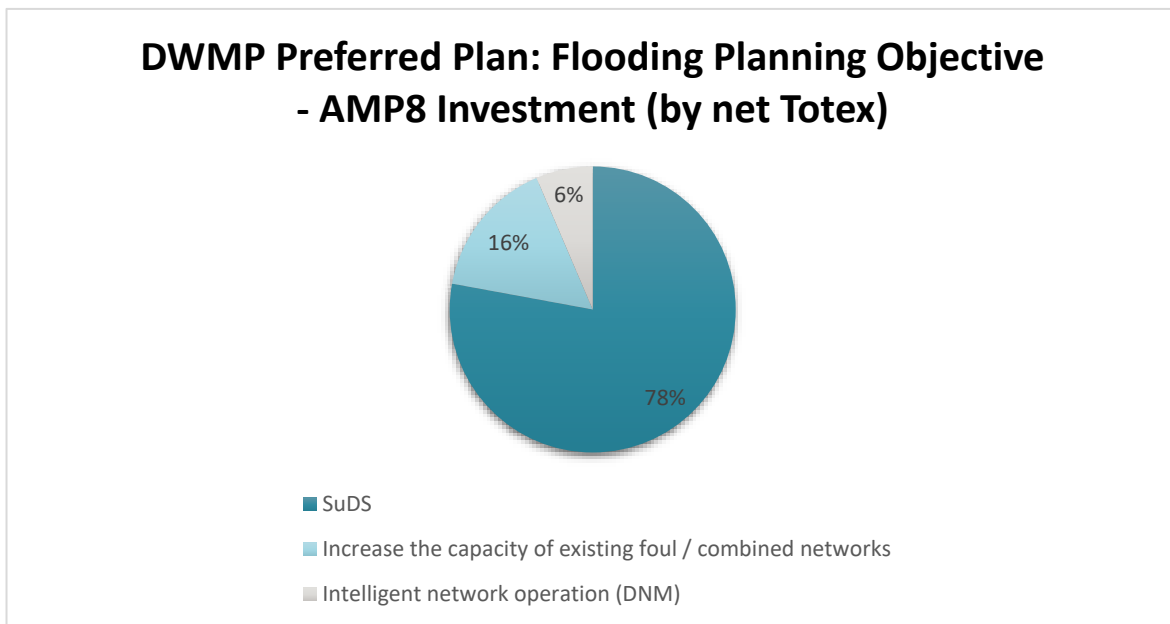 DWMP Preferred Plan: Flooding Planning Objective
- AMP8 Investment (by net Totex)
6%
16%
78%
SuDS
Increase the capacity of existing foul / combined networks
Intelligent network operation (DNM)